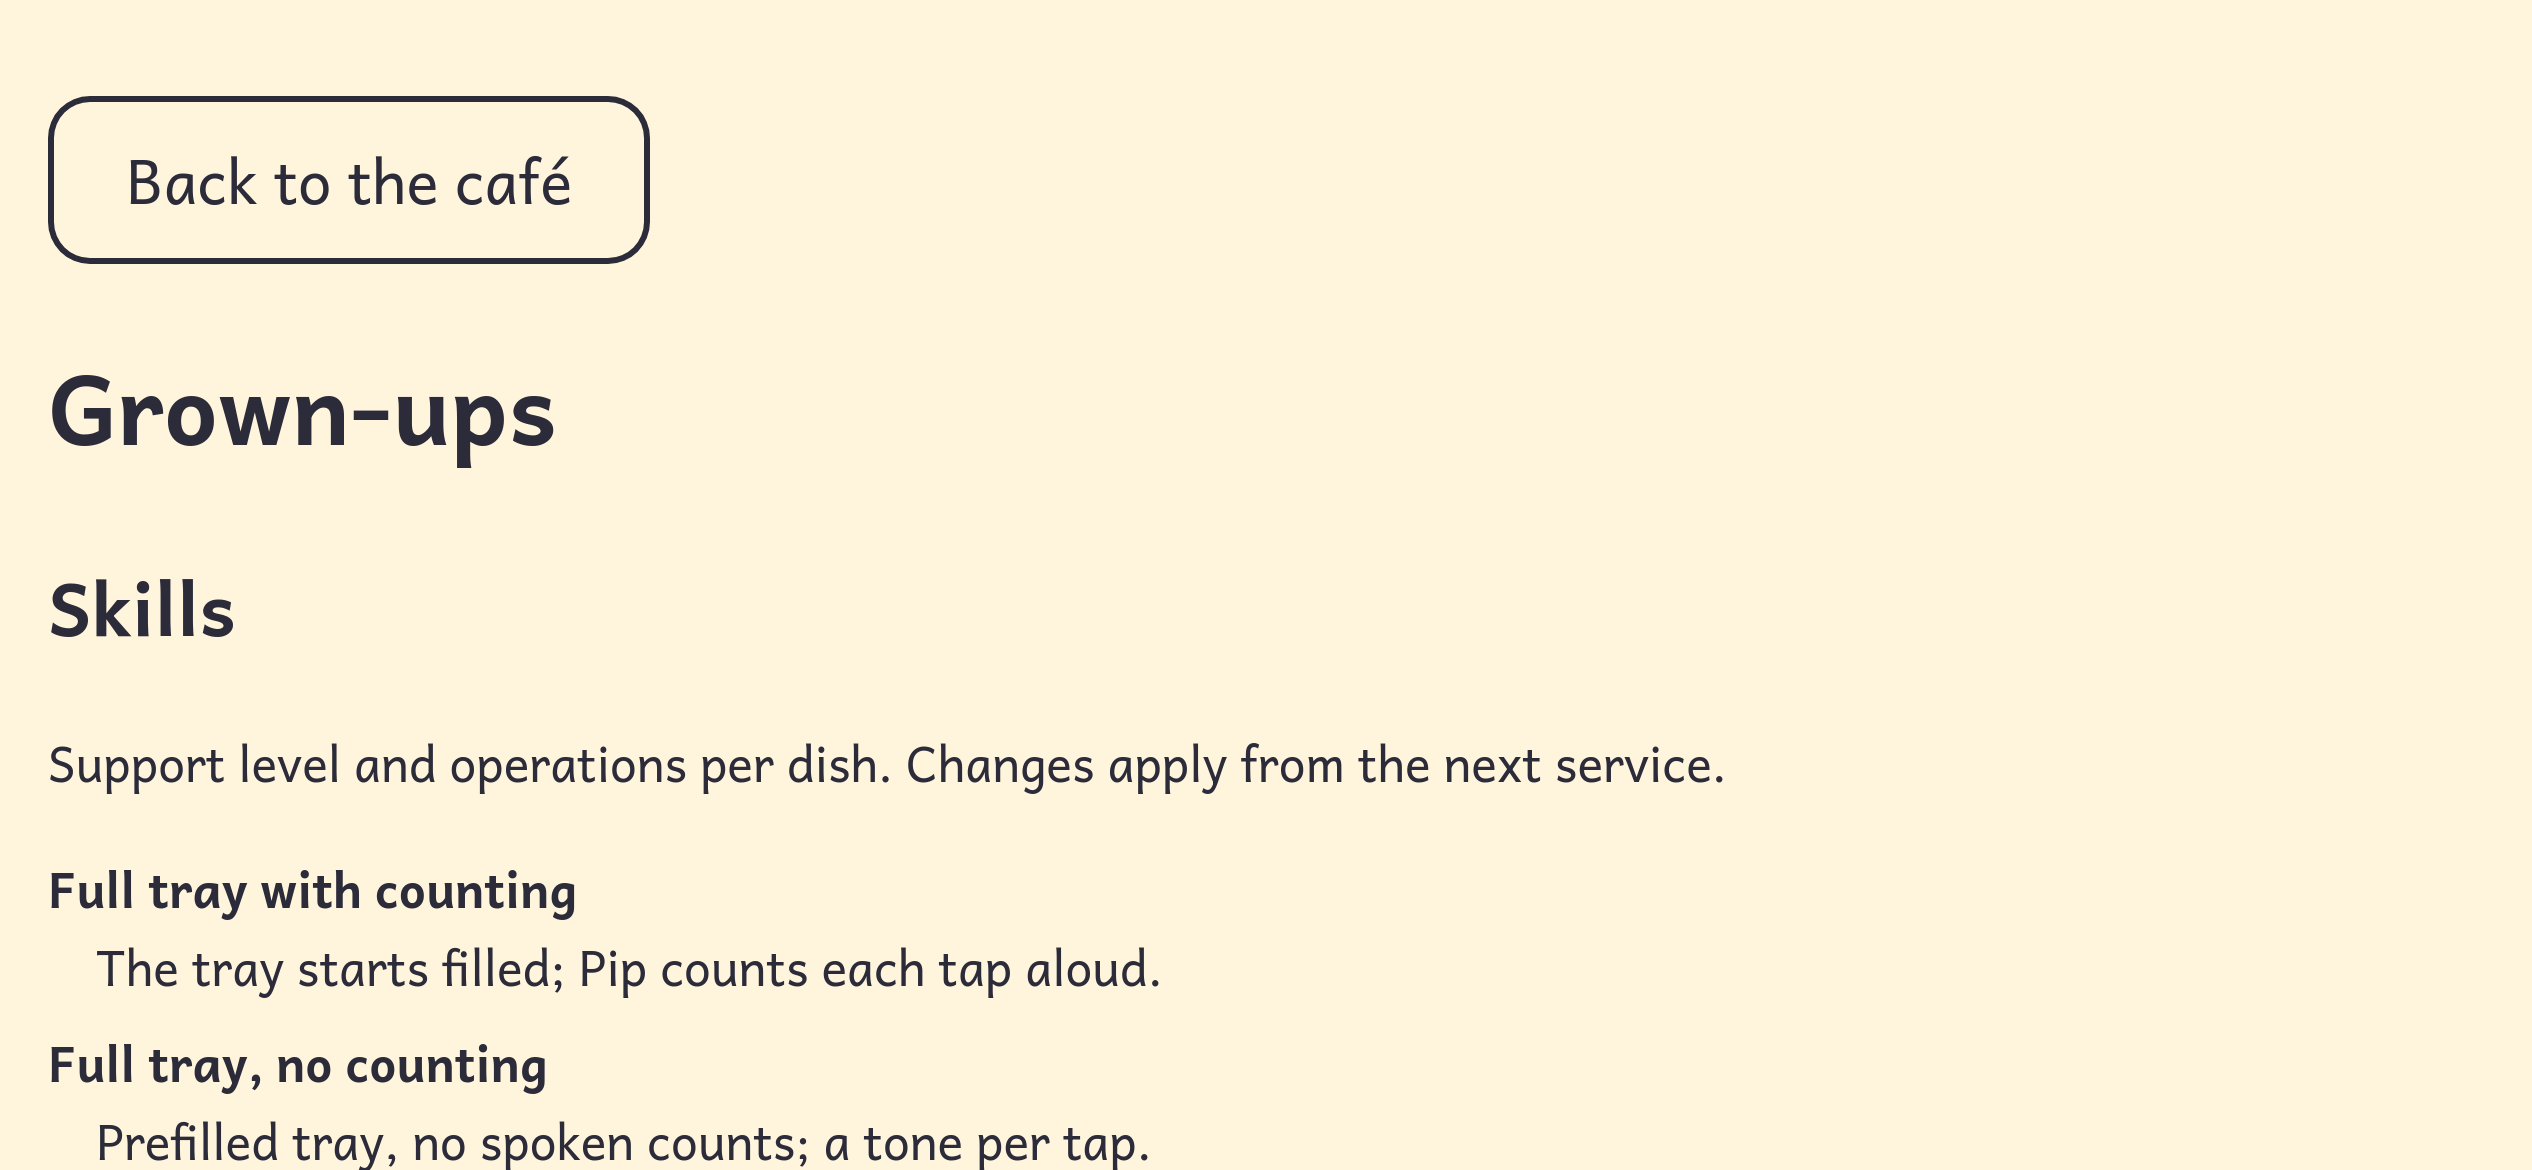 Back to the café
Grown-ups
Skills
Support level and operations per dish. Changes apply from the next service.
Full tray with counting
The tray starts filled; Pip counts each tap aloud.
Full tray, no counting
Prefilled tray, no spoken counts; a tone per tap.